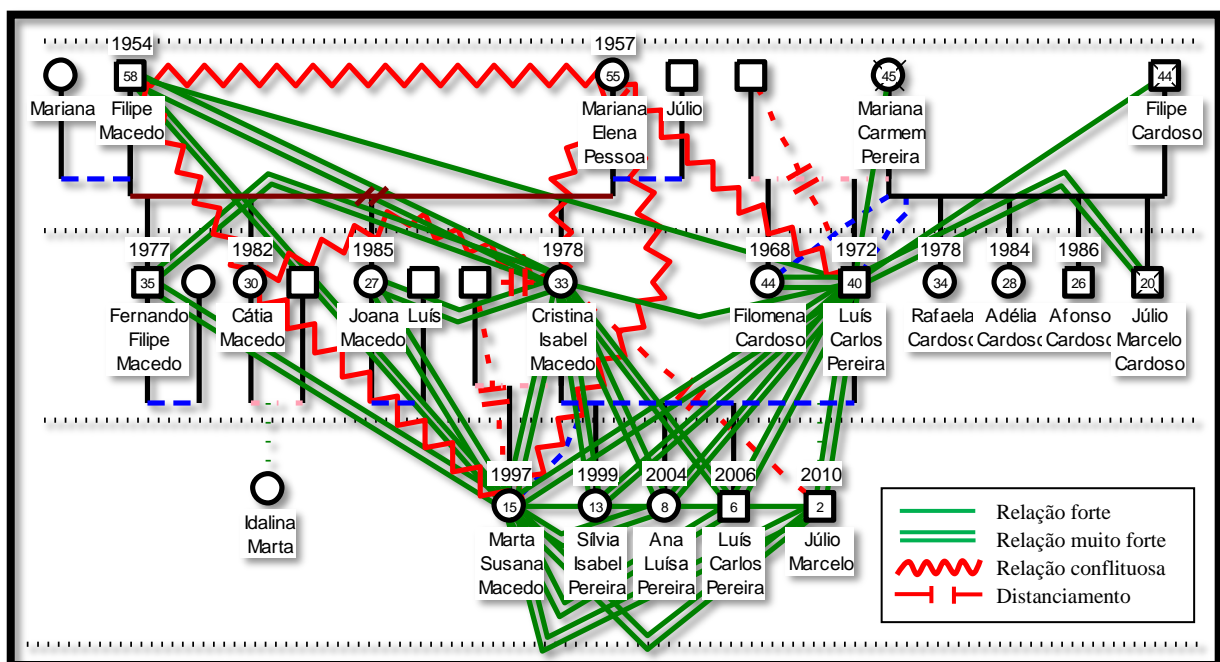 1954
1957
58
55
45
44
Mariana
Filipe
Macedo
Mariana
Elena
Pessoa
Júlio
Mariana
Carmem
Pereira
Filipe
Cardoso
1977
1982
1985
1978
1968
1972
1978
1984
1986
35
30
27
33
44
40
34
28
26
20
Fernando
Filipe
Macedo
Cátia
Macedo
Joana
Macedo
Luís
Cristina
Isabel
Macedo
Filomena
Cardoso
Luís
Carlos
Pereira
Rafaela
Cardoso
Adélia
Cardoso
Afonso
Cardoso
Júlio
Marcelo
Cardoso
1997
1999
2004
2006
2010
15
13
8
6
2
Idalina
Marta
Marta
Susana
Macedo
Sílvia
Isabel
Pereira
Ana
Luísa
Pereira
Luís
Carlos
Pereira
Júlio
Marcelo
Relação forte
Relação muito forte
Relação conflituosa
Distanciamento